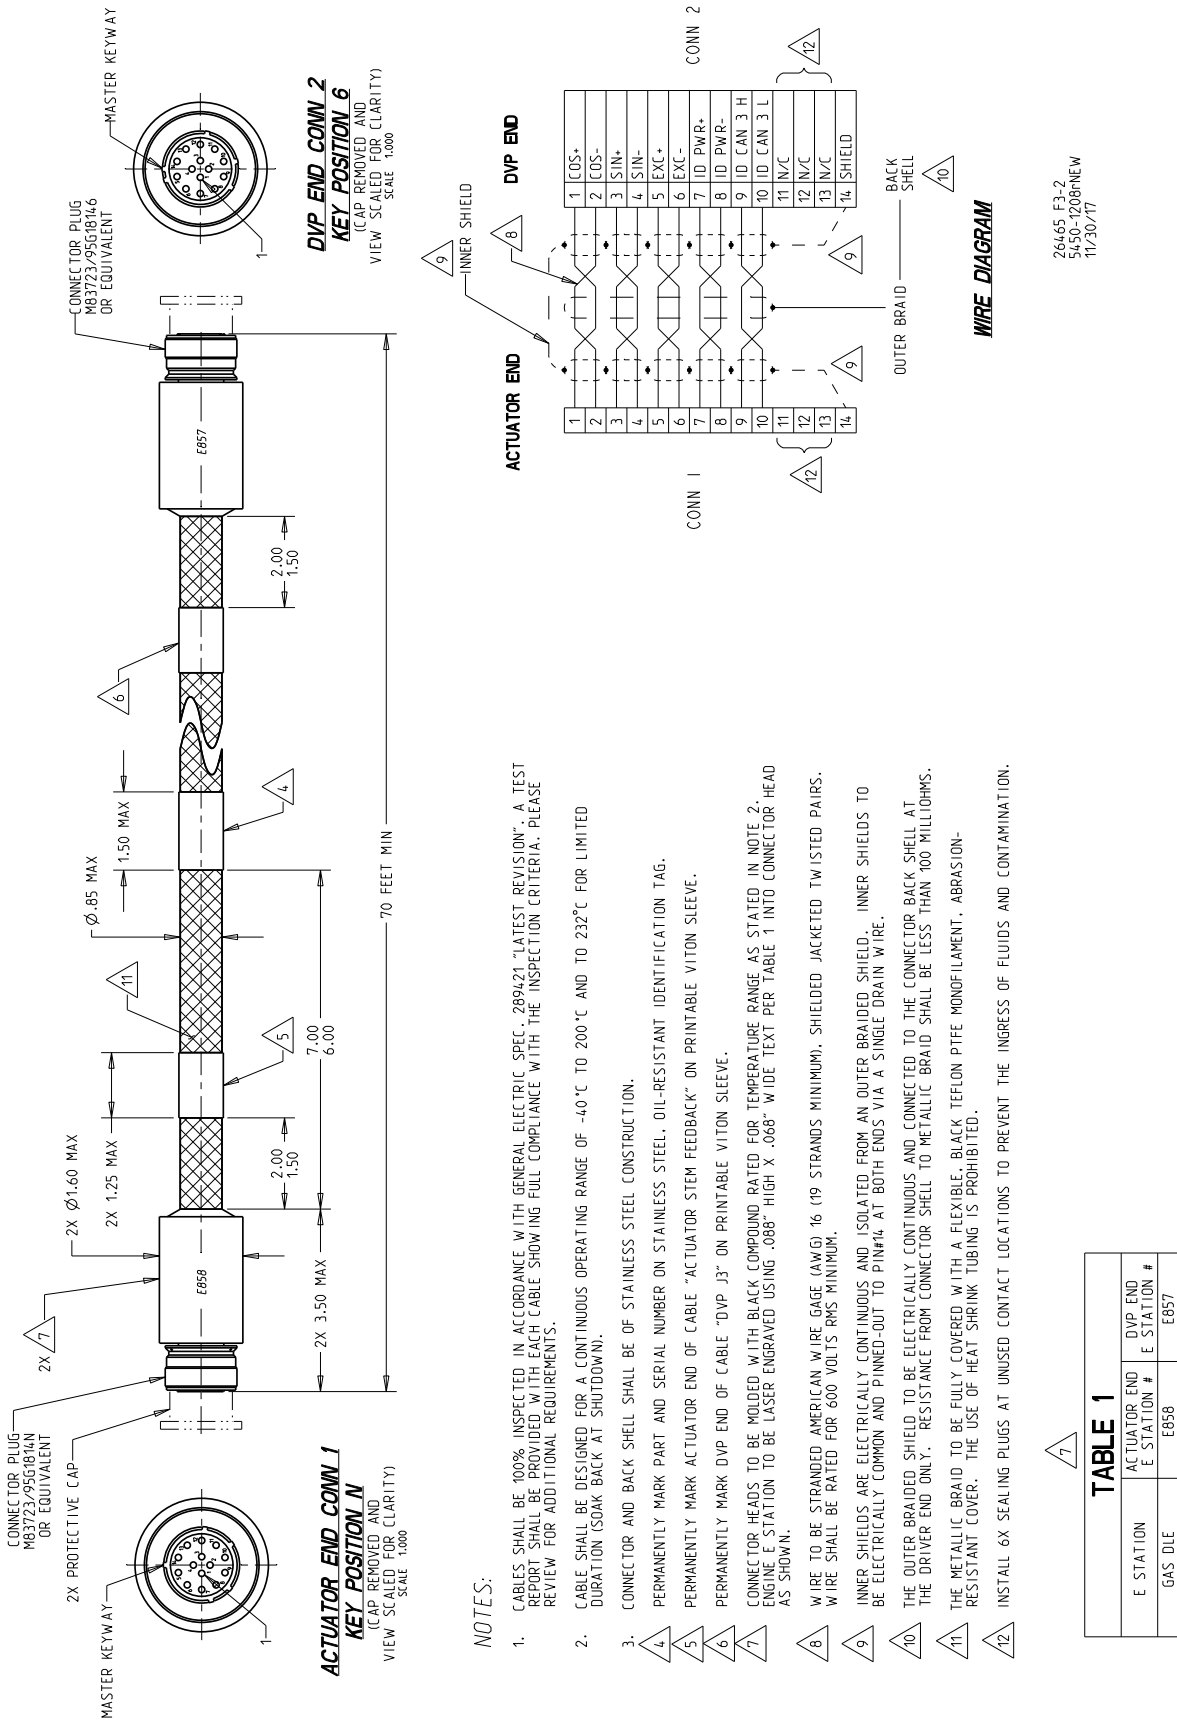 CONNECTOR PLUG
M83723/95G1814N
OR EQUIVALENT
2X PROTECTIVE CAP
MASTER KEYWAY
1
ACTUATOR END CONN 1
KEY POSITION N
(CAP REMOVED AND
VIEW SCALED FOR CLARITY)
SCALE 1.000
2X 7
2X Ø1.60 MAX
2X 1.25 MAX
E858
2X 3.50 MAX
2.00
1.50
5
7.00
6.00
11
Ø.85 MAX
1.50 MAX
4
70 FEET MIN
6
2.00
1.50
E857
CONNECTOR PLUG
M83723/95G18146
OR EQUIVALENT
MASTER KEYWAY
1
DVP END CONN 2
KEY POSITION 6
(CAP REMOVED AND
VIEW SCALED FOR CLARITY)
SCALE 1.000
NOTES:
1. CABLES SHALL BE 100% INSPECTED IN ACCORDANCE WITH GENERAL ELECTRIC SPEC. 289421 "LATEST REVISION". A TEST
REPORT SHALL BE PROVIDED WITH EACH CABLE SHOWING FULL COMPLIANCE WITH THE INSPECTION CRITERIA. PLEASE
REVIEW FOR ADDITIONAL REQUIREMENTS.
2. CABLE SHALL BE DESIGNED FOR A CONTINUOUS OPERATING RANGE OF -40°C TO 200°C AND TO 232°C FOR LIMITED
DURATION (SOAK BACK AT SHUTDOWN).
3. CONNECTOR AND BACK SHELL SHALL BE OF STAINLESS STEEL CONSTRUCTION.
4 PERMANENTLY MARK PART AND SERIAL NUMBER ON STAINLESS STEEL, OIL-RESISTANT IDENTIFICATION TAG.
5 PERMANENTLY MARK ACTUATOR END OF CABLE "ACTUATOR STEM FEEDBACK" ON PRINTABLE VITON SLEEVE.
6 PERMANENTLY MARK DVP END OF CABLE "DVP J3" ON PRINTABLE VITON SLEEVE.
7 CONNECTOR HEADS TO BE MOLDED WITH BLACK COMPOUND RATED FOR TEMPERATURE RANGE AS STATED IN NOTE 2.
ENGINE E STATION TO BE LASER ENGRAVED USING .088" HIGH X .068" WIDE TEXT PER TABLE 1 INTO CONNECTOR HEAD
AS SHOWN.
8 WIRE TO BE STRANDED AMERICAN WIRE GAGE (AWG) 16 (19 STRANDS MINIMUM), SHIELDED JACKETED TWISTED PAIRS.
WIRE SHALL BE RATED FOR 600 VOLTS RMS MINIMUM.
9 INNER SHIELDS ARE ELECTRICALLY CONTINUOUS AND ISOLATED FROM AN OUTER BRAIDED SHIELD. INNER SHIELDS TO
BE ELECTRICALLY COMMON AND PINNED-OUT TO PIN#14 AT BOTH ENDS VIA A SINGLE DRAIN WIRE.
10 THE OUTER BRAIDED SHIELD TO BE ELECTRICALLY CONTINUOUS AND CONNECTED TO THE CONNECTOR BACK SHELL AT
THE DRIVER END ONLY. RESISTANCE FROM CONNECTOR SHELL TO METALLIC BRAID SHALL BE LESS THAN 100 MILLIOHMS.
11 THE METALLIC BRAID TO BE FULLY COVERED WITH A FLEXIBLE, BLACK TEFLON PTFE MONOFILAMENT, ABRASION-
RESISTANT COVER. THE USE OF HEAT SHRINK TUBING IS PROHIBITED.
12 INSTALL 6X SEALING PLUGS AT UNUSED CONTACT LOCATIONS TO PREVENT THE INGRESS OF FLUIDS AND CONTAMINATION.
ACTUATOR END
DVP END
9
INNER SHIELD
8
CONN 1
CONN 2
1 1 COS+
2 2 COS-
3 3 SIN+
4 4 SIN-
5 5 EXC+
6 6 EXC-
7 7 ID PWR+
8 8 ID PWR-
9 9 ID CAN 3 H
10 10 ID CAN 3 L
11 11 N/C
12 12 N/C
13 13 N/C
14 14 SHIELD
12
12
9
9
OUTER BRAID
BACK
SHELL
10
WIRE DIAGRAM
26465 F3-2
5450-1208rNEW
11/30/17
7
TABLE 1
E STATION
ACTUATOR END
E STATION #
DVP END
E STATION #
GAS DLE E858 E857